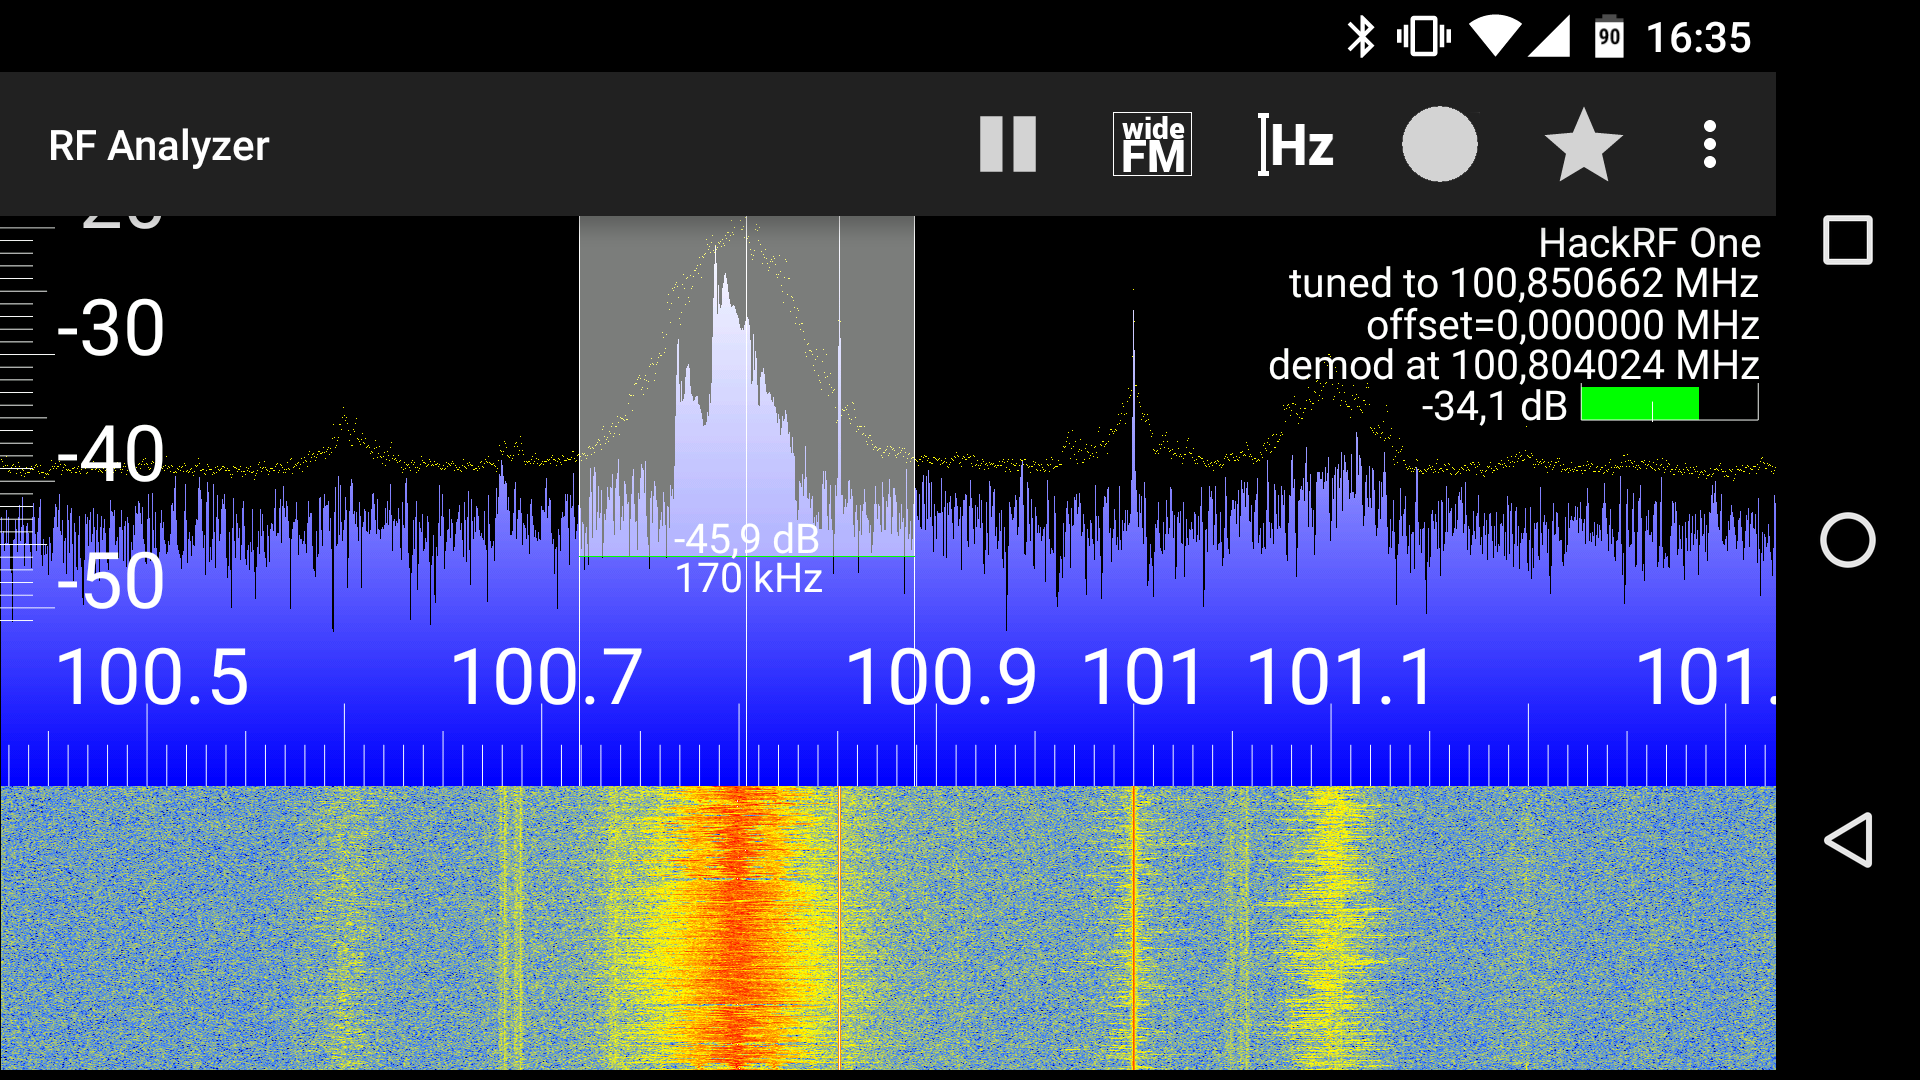 90 16:35
RF Analyzer
wide
FM
Hz
HackRF One
tuned to 100,850662 MHz
offset=0,000000 MHz
demod at 100,804024 MHz
-34,1 dB
-30
-40
-50
-45,9 dB
170 kHz
100.5 100.7 100.9 101 101.1 101.